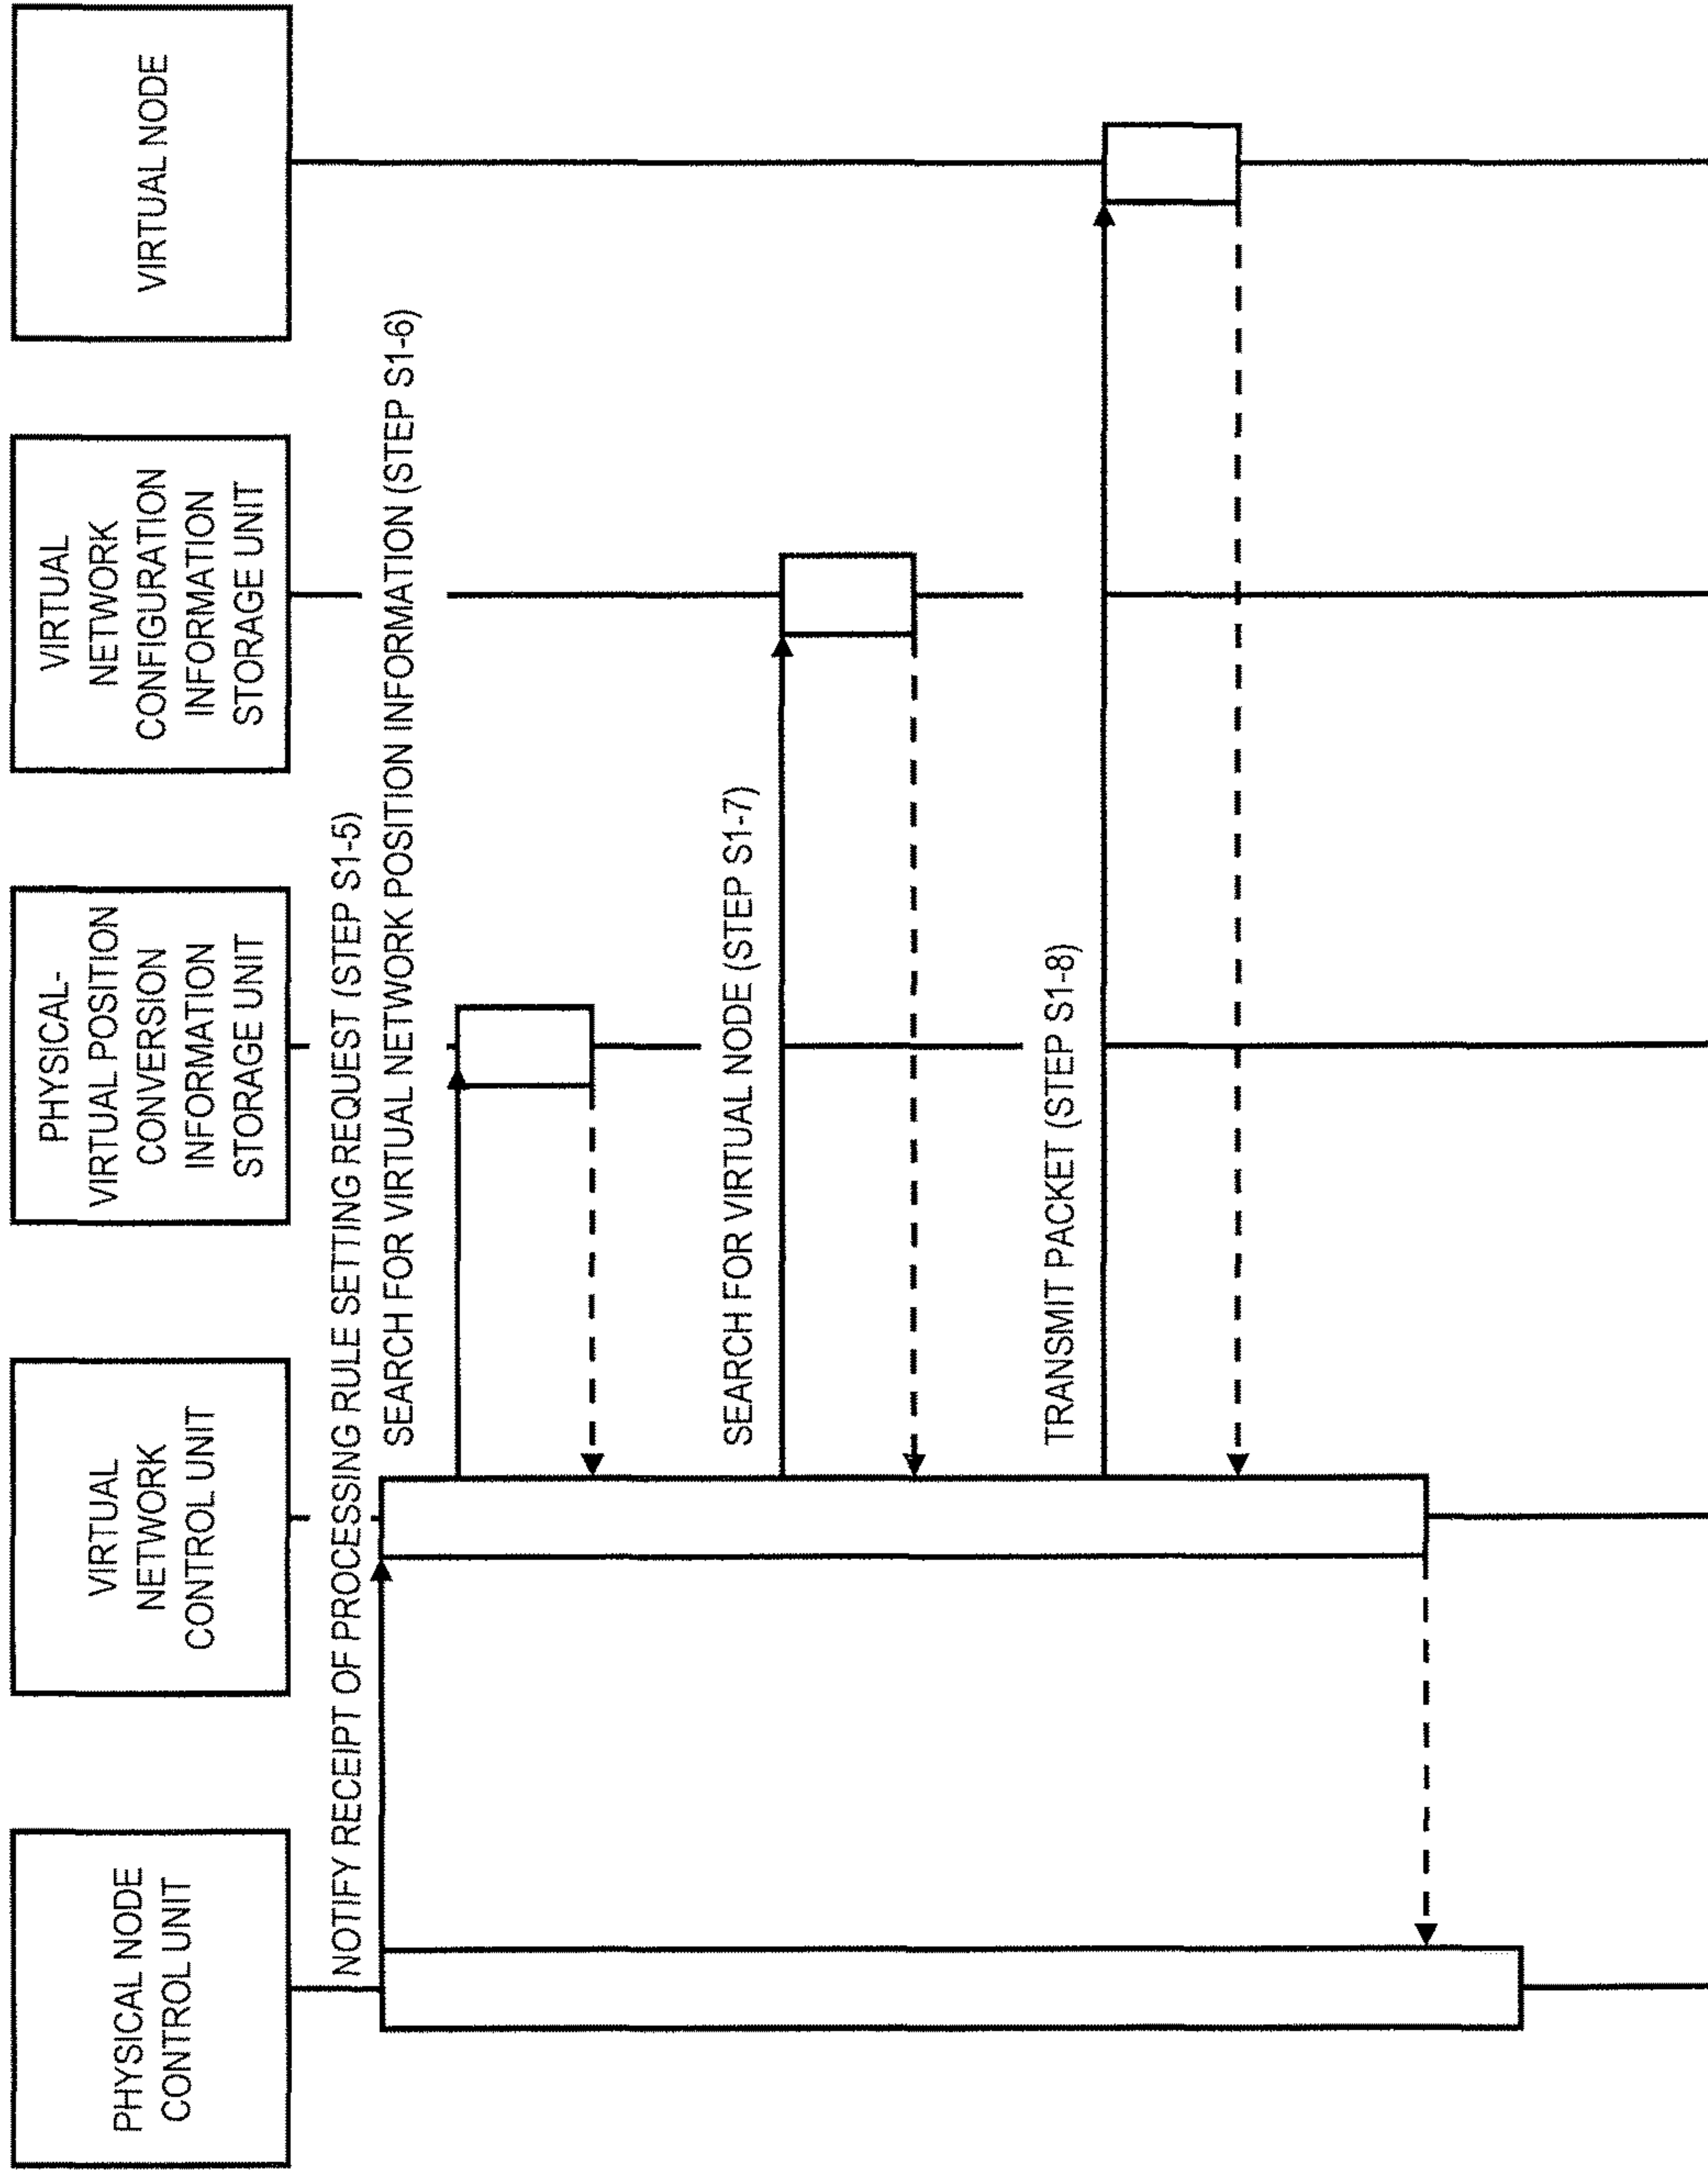 PHYSICAL NODE
CONTROL UNIT
VIRTUAL
NETWORK
CONTROL UNIT
PHYSICAL-
VIRTUAL POSITION
CONVERSION
INFORMATION
STORAGE UNIT
VIRTUAL
NETWORK
CONFIGURATION
INFORMATION
STORAGE UNIT
VIRTUAL NODE
NOTIFY RECEIPT OF PROCESSING RULE SETTING REQUEST (STEP S1-5)
SEARCH FOR VIRTUAL NETWORK POSITION INFORMATION (STEP S1-6)
SEARCH FOR VIRTUAL NODE (STEP S1-7)
TRANSMIT PACKET (STEP S1-8)